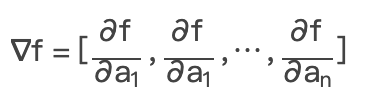 ∇f = [∂f/∂a₁, ∂f/∂a₁, ⋯, ∂f/∂aₙ]